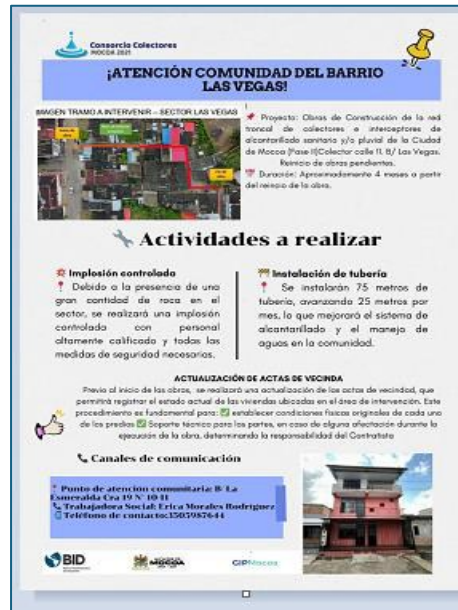 Consorcio Colectores
MOCOA 2021
¡ATENCIÓN COMUNIDAD DEL BARRIO
LAS VEGAS!
IMAGEN TRAMO A INTERVENIR – SECTOR LAS VEGAS
📌 Proyecto: Obras de Construcción de la red
troncal de colectores e interceptores de
alcantarillado sanitaria y/o pluvial de la Ciudad
de Mocoa (Fase II)Colector calle 11, B/ Las Vegas.
Reinicio de obras pendientes.
📅 Duración: Aproximadamente 4 meses a partir
del reinicio de la obra.
🔧 Actividades a realizar
💥 Implosión controlada
📍 Debido a la presencia de una
gran cantidad de roca en el
sector, se realizará una implosión
controlada con personal
altamente calificado y todas las
medidas de seguridad necesarias.
🚧 Instalación de tubería
📍 Se instalarán 75 metros de
tubería, avanzando 25 metros por
mes, lo que mejorará el sistema de
alcantarillado y el manejo de
aguas en la comunidad.
ACTUALIZACIÓN DE ACTAS DE VECINDA
Previo al inicio de las obras, se realizará una actualización de las actas de vecindad, que
permitirá registrar el estado actual de las viviendas ubicadas en el área de intervención. Este
procedimiento es fundamental para: ✅ establecer condiciones físicas originales de cada uno
de los predios ✅ Soporte técnico para las partes, en caso de alguna afectación durante la
ejecución de la obra, determinando la responsabilidad del Contratista
📞 Canales de comunicación
📍 Punto de atención comunitaria: B/ La
Esmeralda Cra 19 N° 10-11
📞 Trabajadora Social: Erica Morales Rodríguez
Teléfono de contacto:3505987644
BID
MOCOA
GIPMocoa